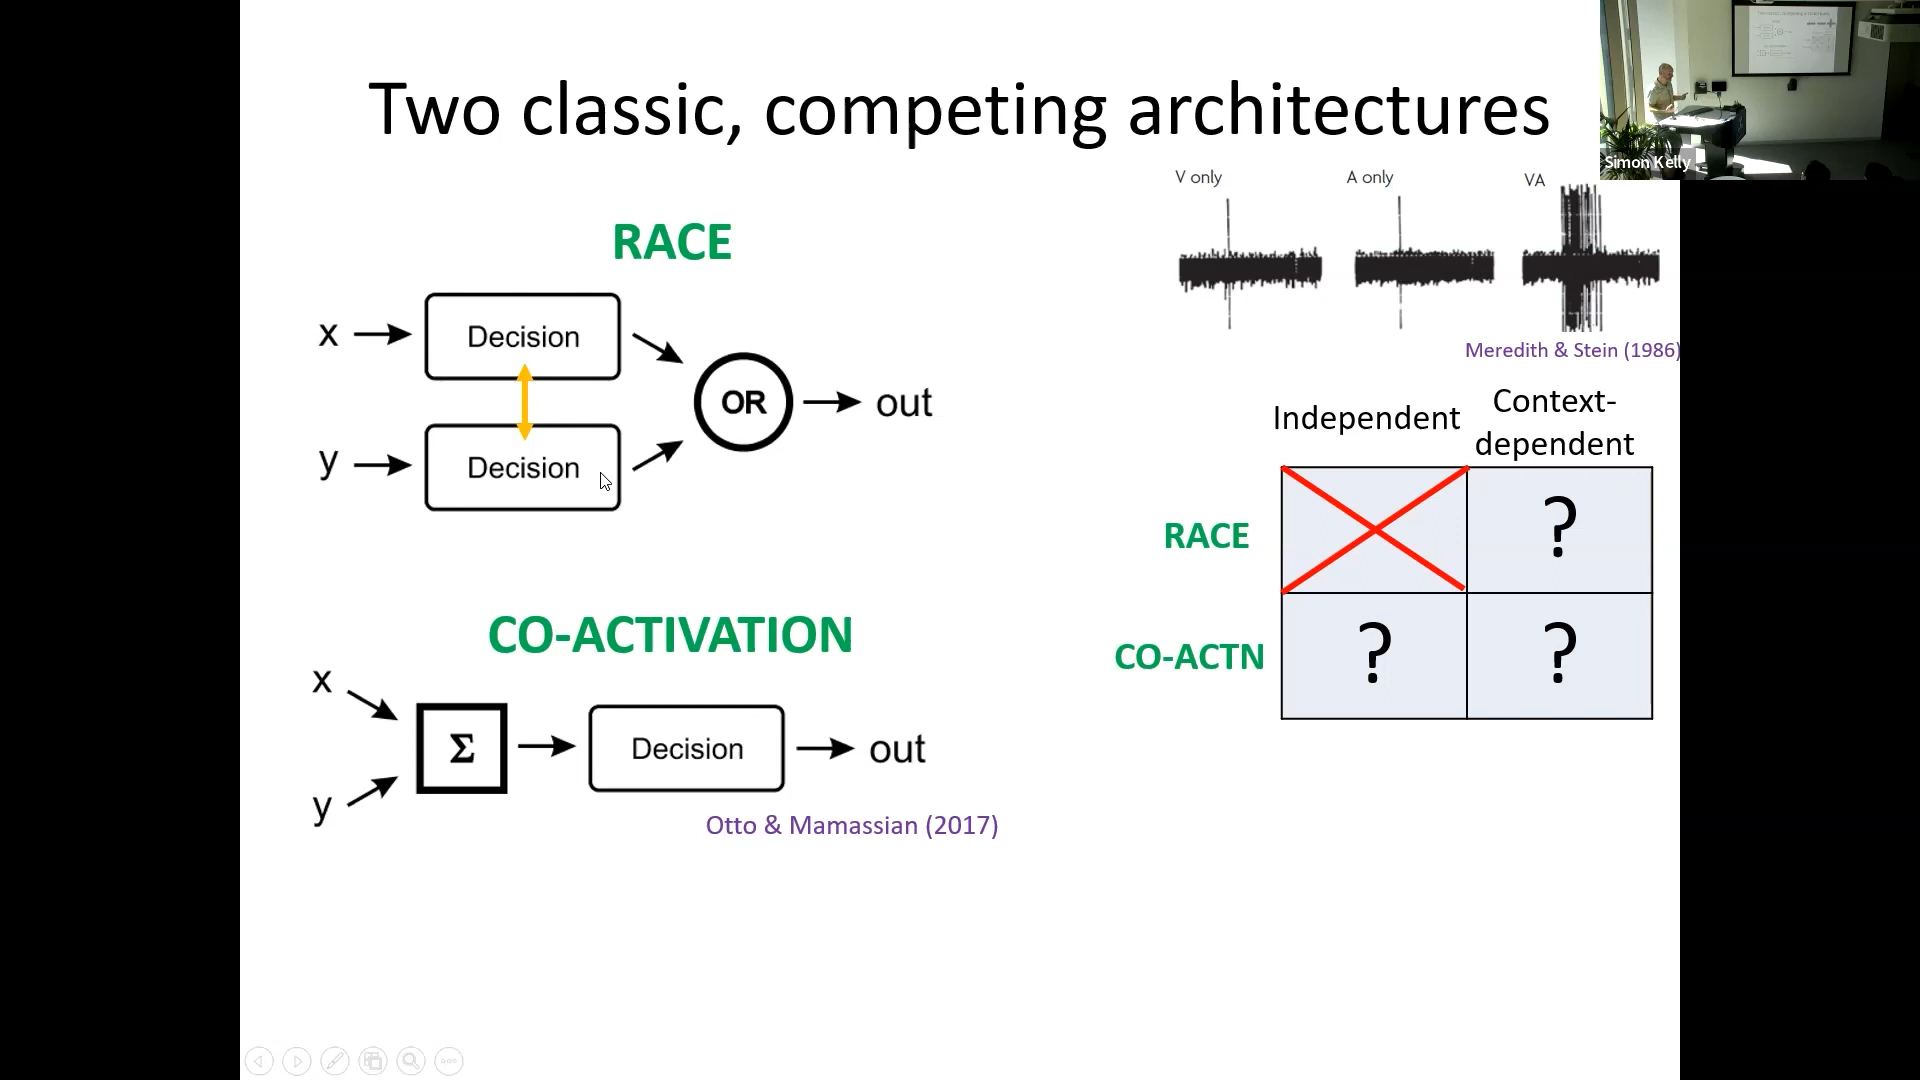 Two classic, competing architectures
Simon Kelly
RACE
x
Decision
y
Decision
OR
out
CO-ACTIVATION
x
y
Σ
Decision
out
Otto & Mamassian (2017)
V only
A only
VA
Meredith & Stein (1986)
Independent
Context-
dependent
RACE
?
CO-ACTN
?
?